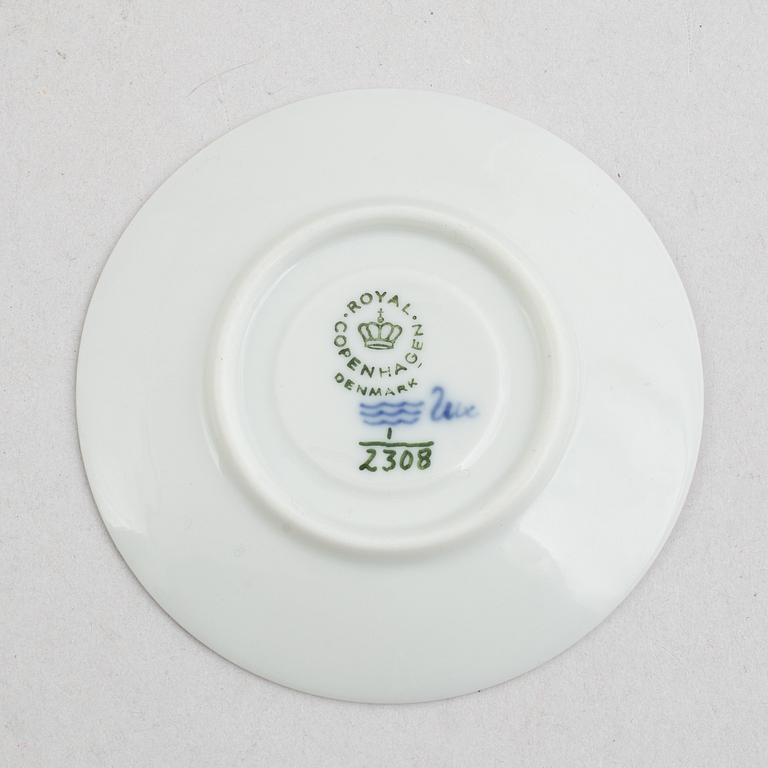 ROYAL
COPENHAGEN
DENMARK
1
2308